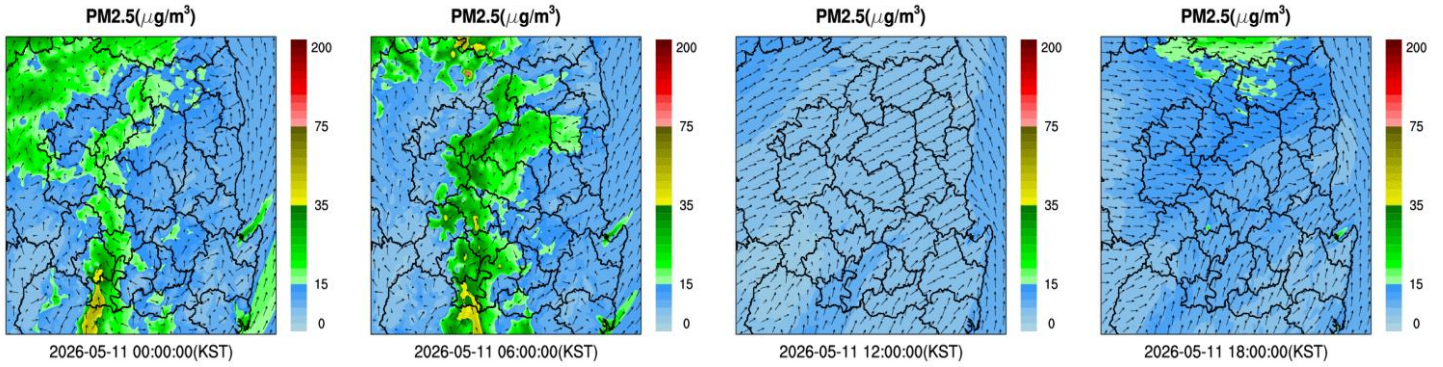 PM2.5(μg/m³) PM2.5(μg/m³) PM2.5(μg/m³) PM2.5(μg/m³)
200 200 200 200
75 75 75 75
35 35 35 35
15 15 15 15
0 0 0 0
2026-05-11 00:00:00(KST) 2026-05-11 06:00:00(KST) 2026-05-11 12:00:00(KST) 2026-05-11 18:00:00(KST)